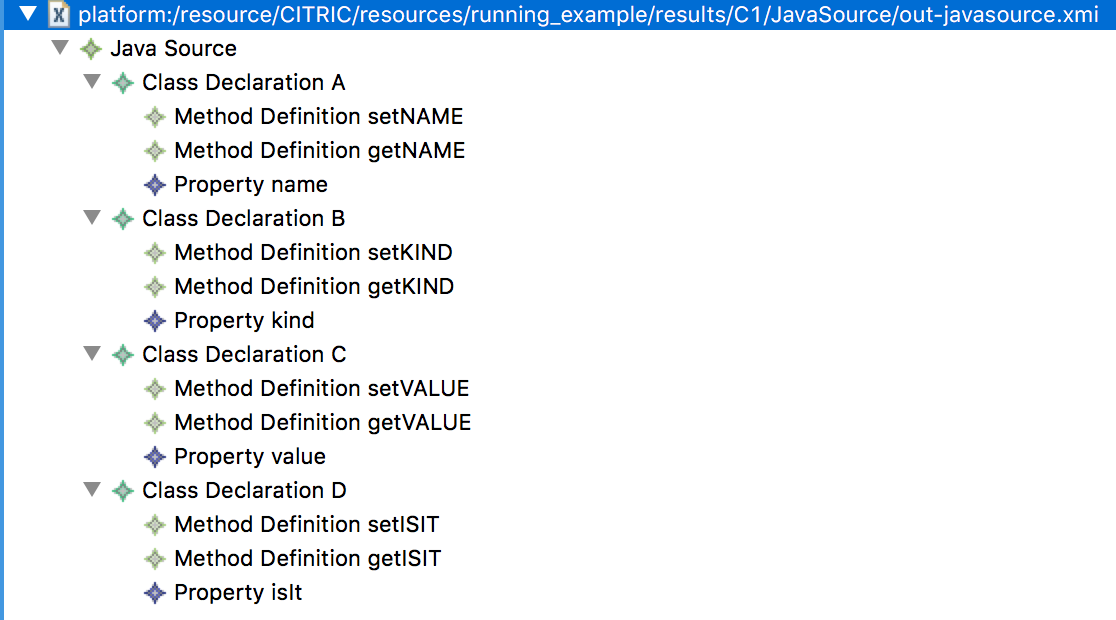 platform:/resource/CITRIC/resources/running_example/results/C1/JavaSource/out-javasource.xmi
Java Source
Class Declaration A
Method Definition setNAME
Method Definition getNAME
Property name
Class Declaration B
Method Definition setKIND
Method Definition getKIND
Property kind
Class Declaration C
Method Definition setVALUE
Method Definition getVALUE
Property value
Class Declaration D
Method Definition setISIT
Method Definition getISIT
Property isIt